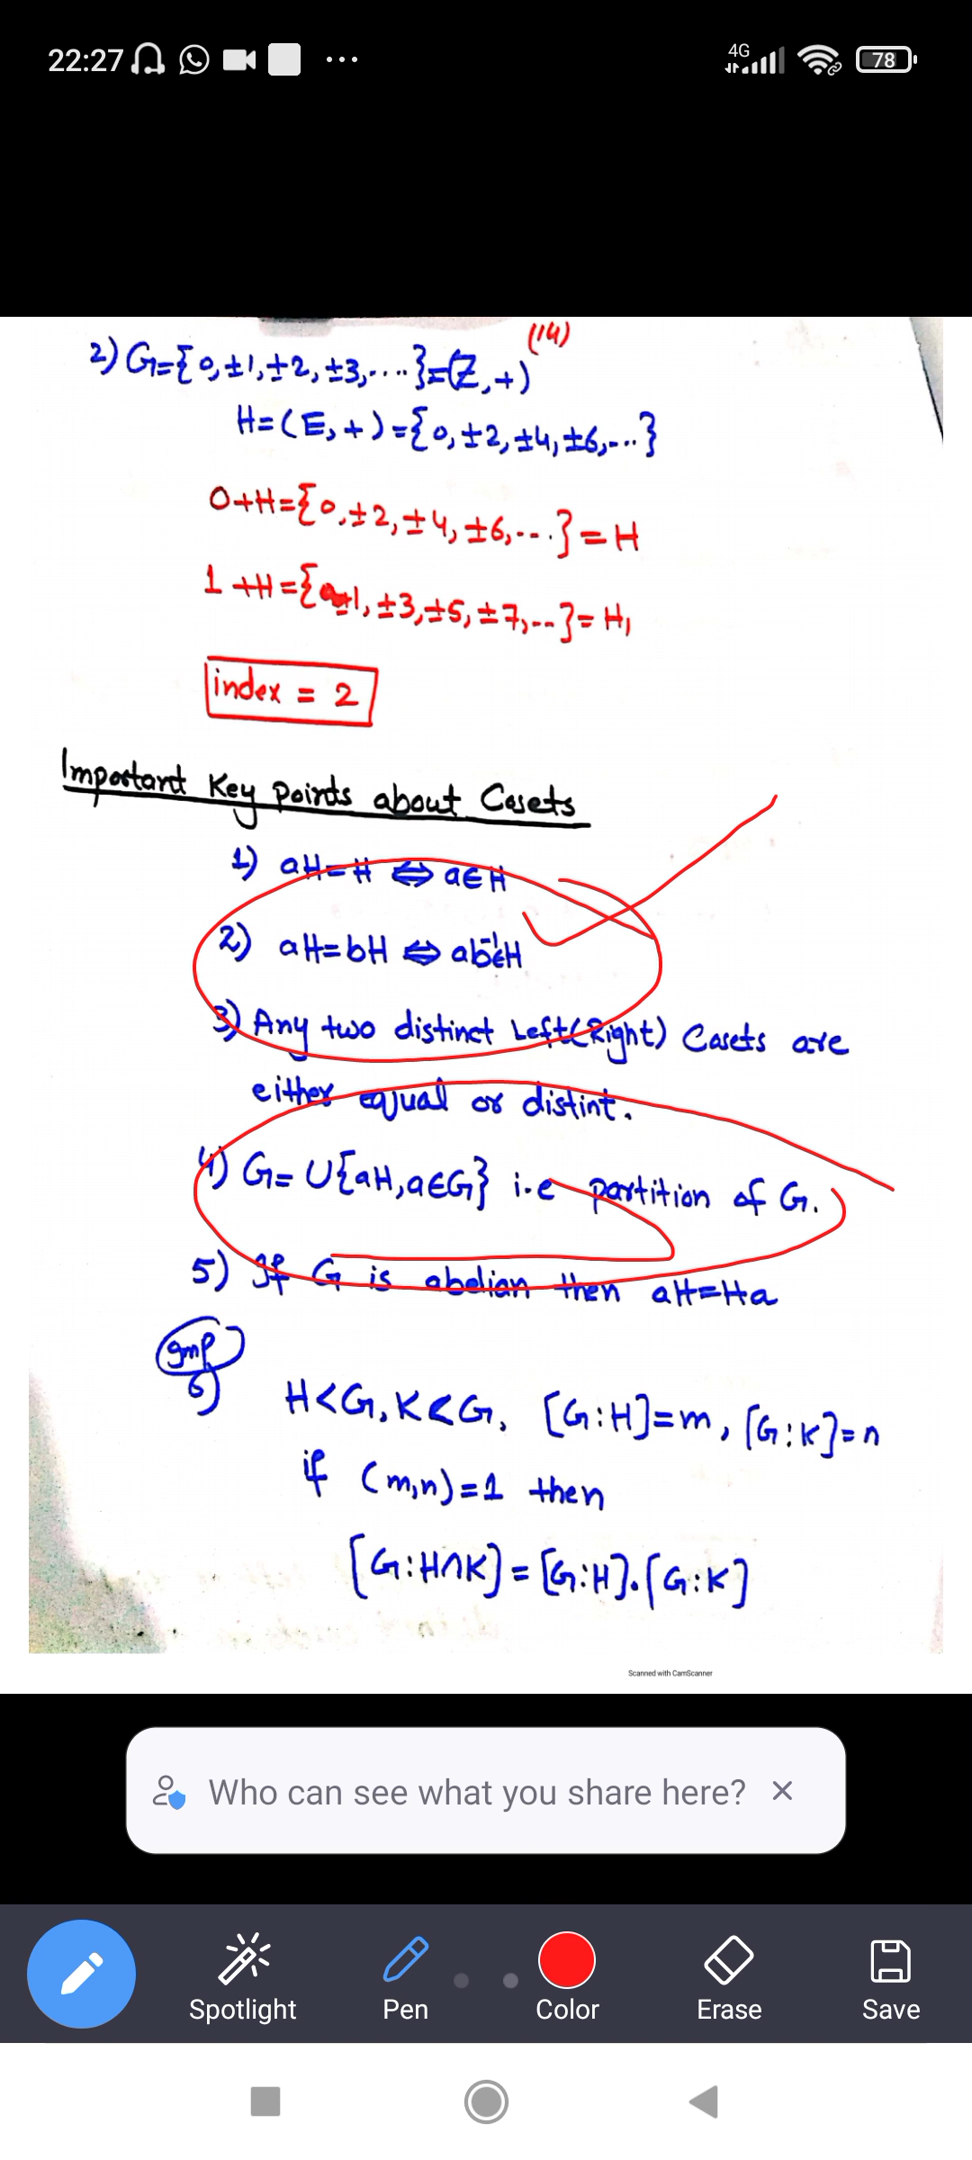 22:27
4G
78
(14)
2) G={0,±1,±2,±3,....}=(Z,+)
H=(E,+)={0,±2,±4,±6,...}
0+H={0,±2,±4,±6,...}=H
1+H={±1,±3,±5,±7,...}=H₁
index = 2
Important Key Points about Cosets
1) aH=H ⇔ a∈H
2) aH=bH ⇔ ab⁻¹∈H
3) Any two distinct Left(Right) Cosets are
either equal or distint.
4) G= ∪{aH,a∈G} i.e partition of G.
5) If G is abelian then aH=Ha
Imp
6) H<G, K<G, [G:H]=m, [G:K]=n
if (m,n)=1 then
[G:H∩K]=[G:H].[G:K]
Scanned with CamScanner
Who can see what you share here? ×
Spotlight
Pen
Color
Erase
Save